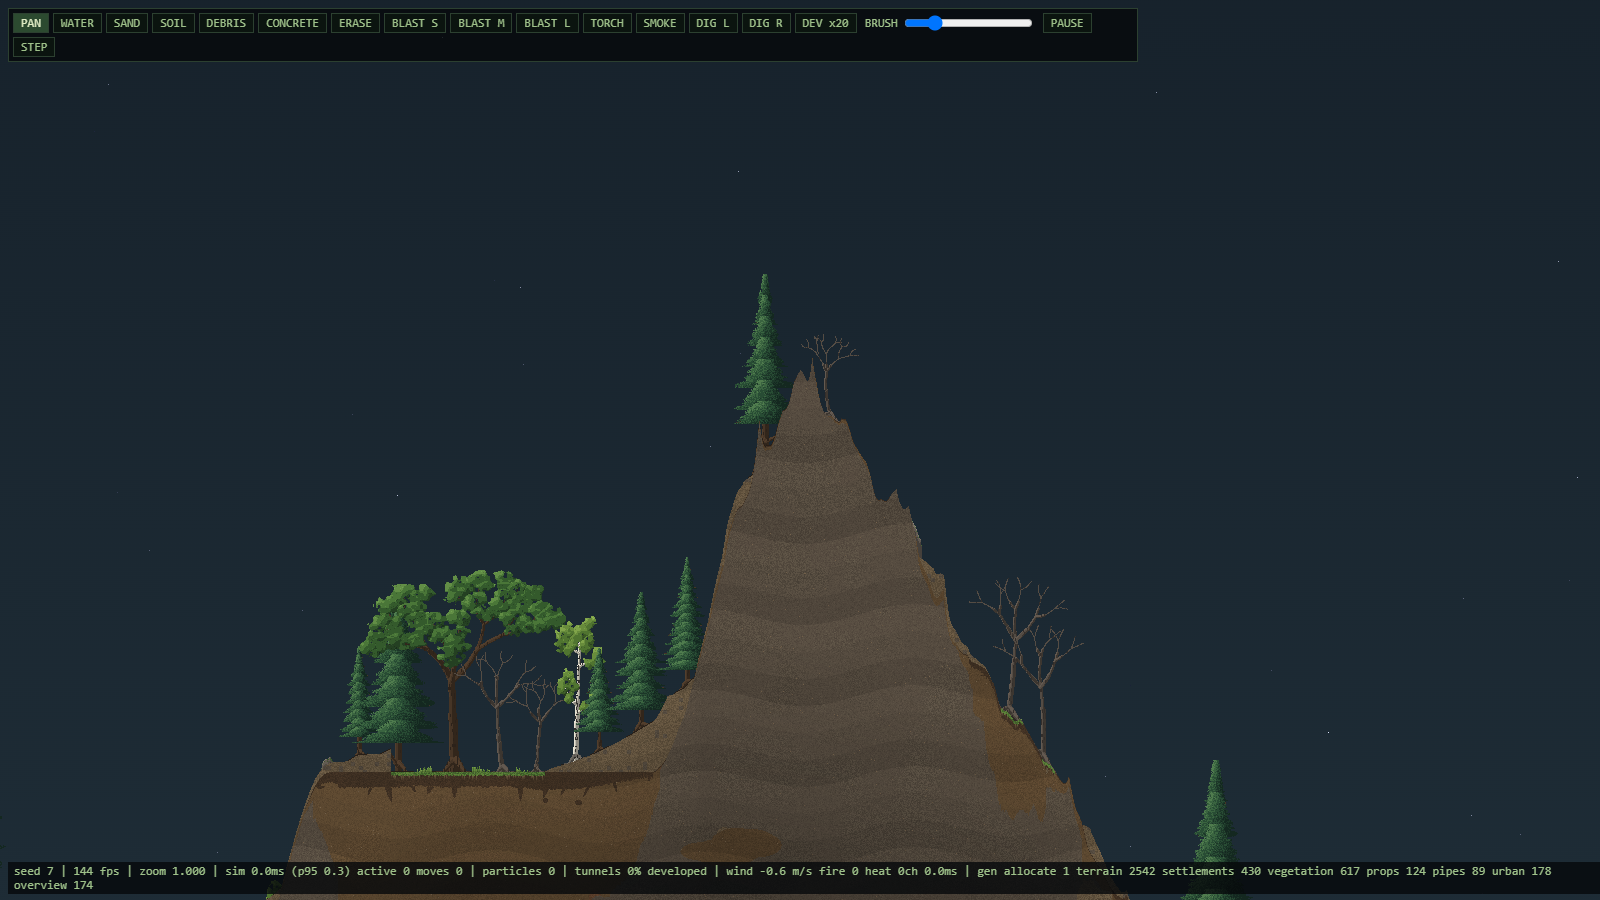 PAN WATER SAND SOIL DEBRIS CONCRETE ERASE BLAST S BLAST M BLAST L TORCH SMOKE DIG L DIG R DEV x20 BRUSH PAUSE
STEP
seed 7 | 144 fps | zoom 1.000 | sim 0.0ms (p95 0.3) active 0 moves 0 | particles 0 | tunnels 0% developed | wind -0.6 m/s fire 0 heat 0ch 0.0ms | gen allocate 1 terrain 2542 settlements 430 vegetation 617 props 124 pipes 89 urban 178
overview 174